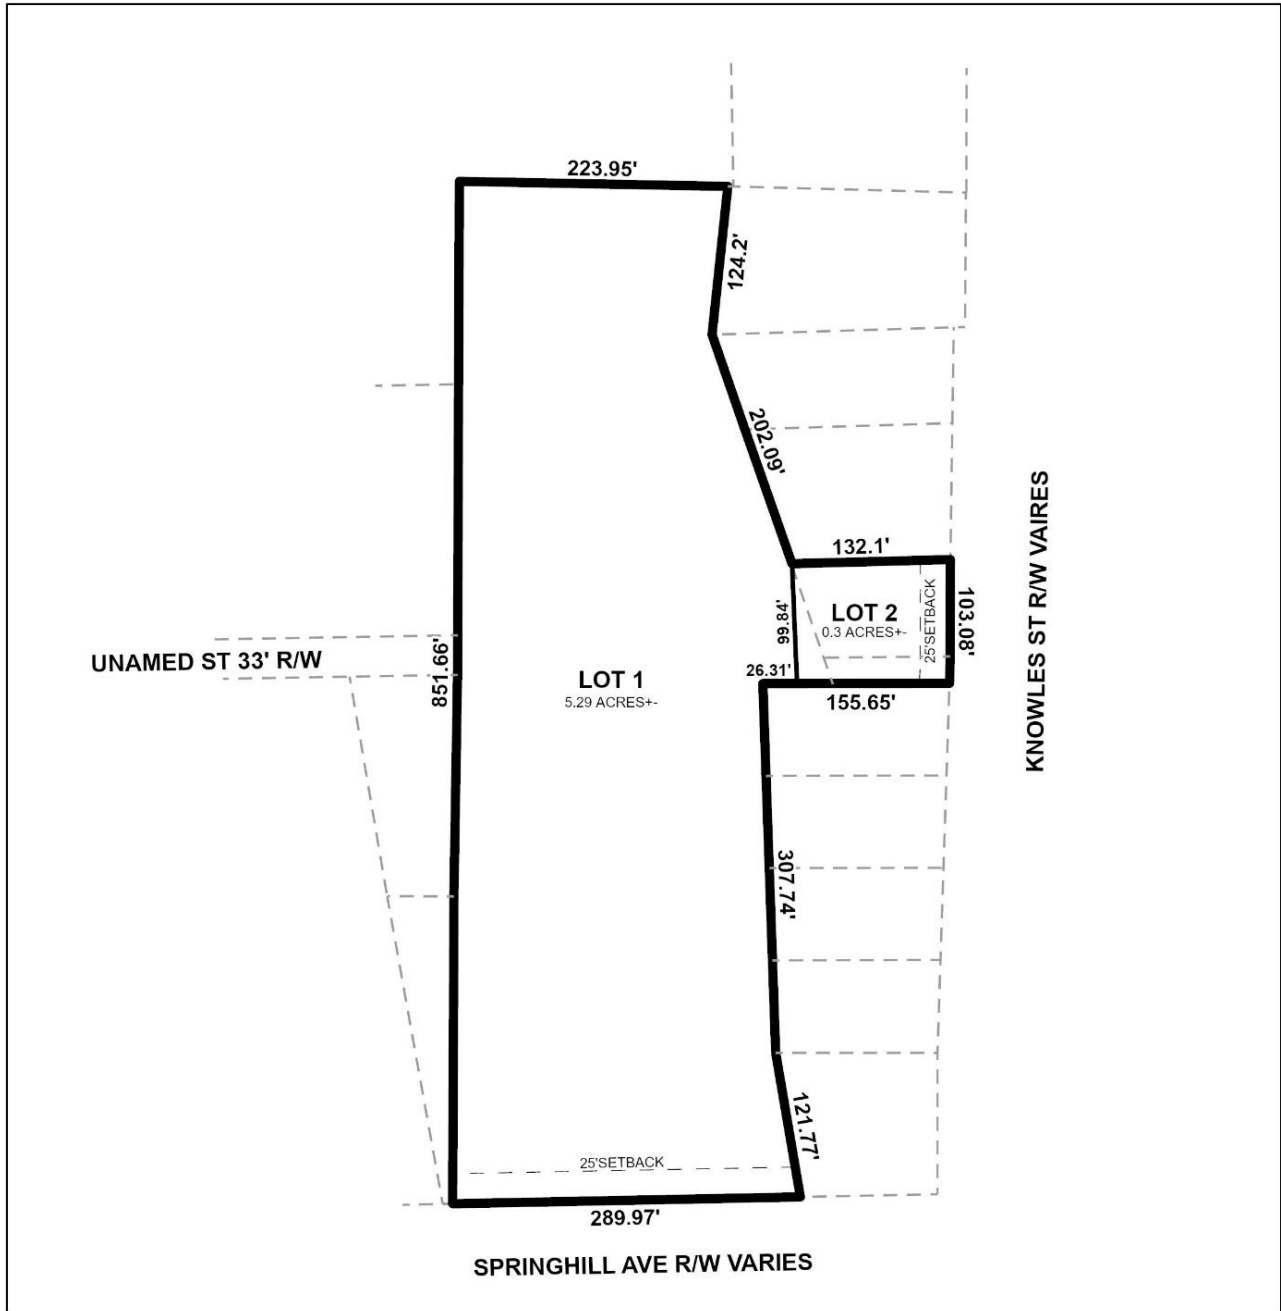 223.95'
124.2'
202.09'
132.1'
LOT 2
0.3 ACRES+-
25'SETBACK
103.08'
99.84'
KNOWLES ST R/W VAIRES
UNAMED ST 33' R/W
851.66'
LOT 1
5.29 ACRES+-
26.31'
155.65'
307.74'
121.77'
25'SETBACK
289.97'
SPRINGHILL AVE R/W VARIES